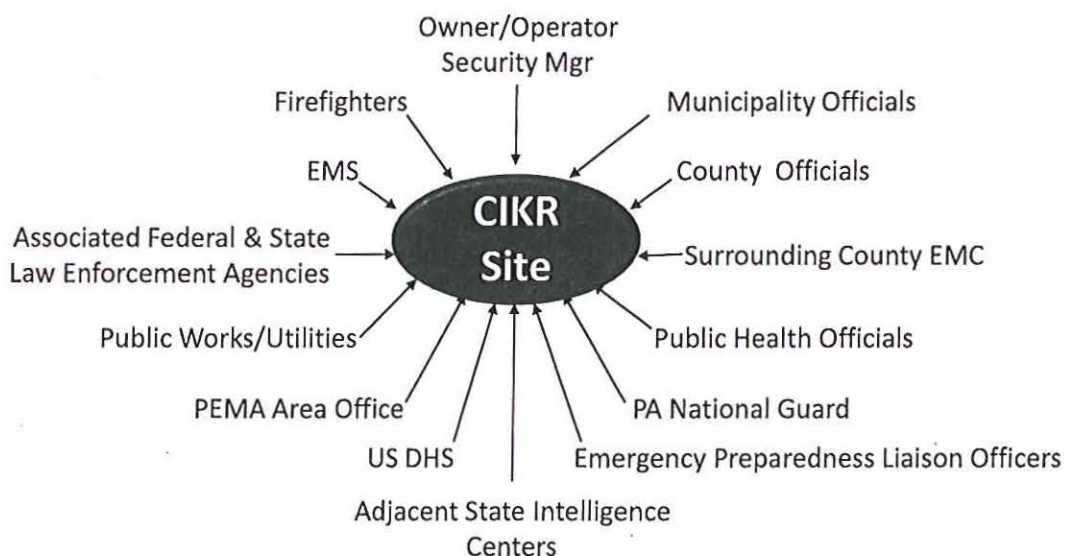 Owner/Operator
Security Mgr
Firefighters
Municipality Officials
EMS
County Officials
CIKR
Site
Associated Federal & State
Law Enforcement Agencies
Surrounding County EMC
Public Works/Utilities
Public Health Officials
PEMA Area Office
PA National Guard
US DHS
Emergency Preparedness Liaison Officers
Adjacent State Intelligence
Centers